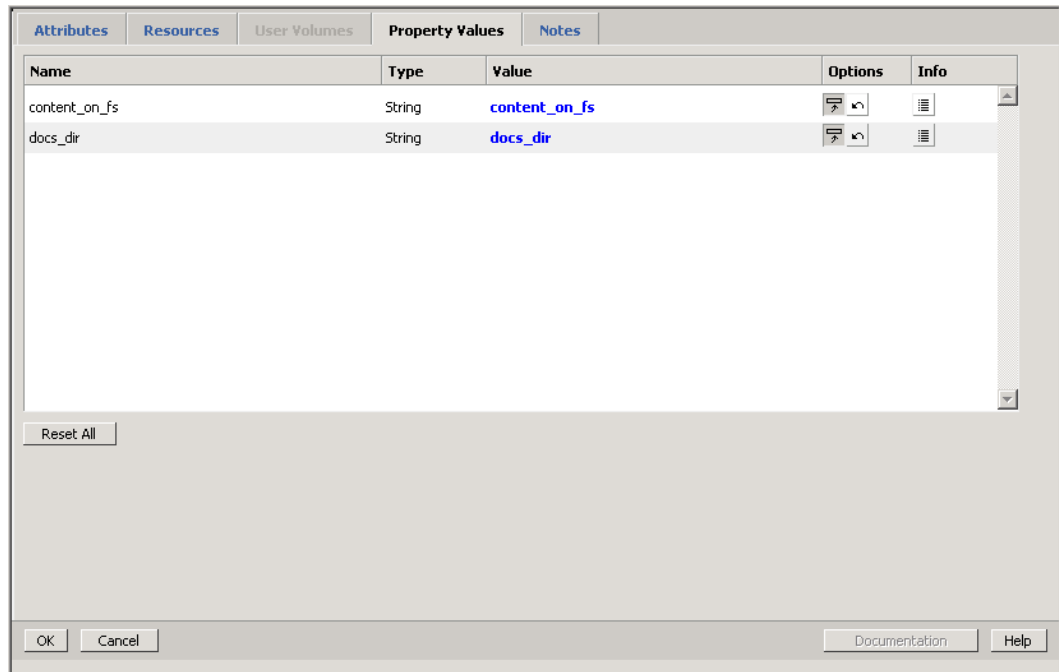 Attributes Resources User Volumes Property Values Notes
Name Type Value Options Info
content_on_fs String content_on_fs
docs_dir String docs_dir
Reset All
OK Cancel Documentation Help